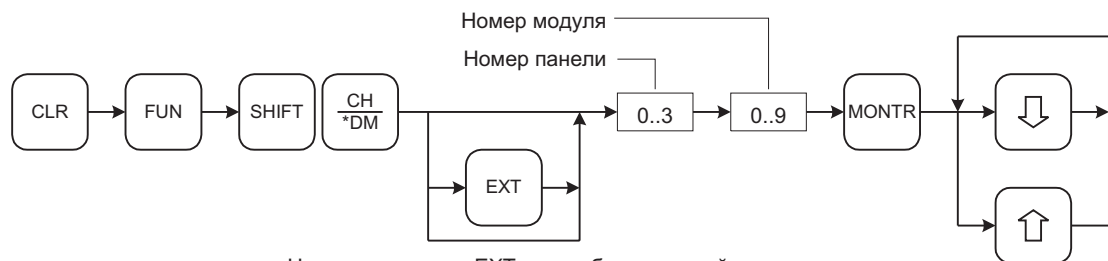 Номер модуля
Номер панели
CLR
FUN
SHIFT
CH
*DM
0..3
0..9
MONTR
EXT